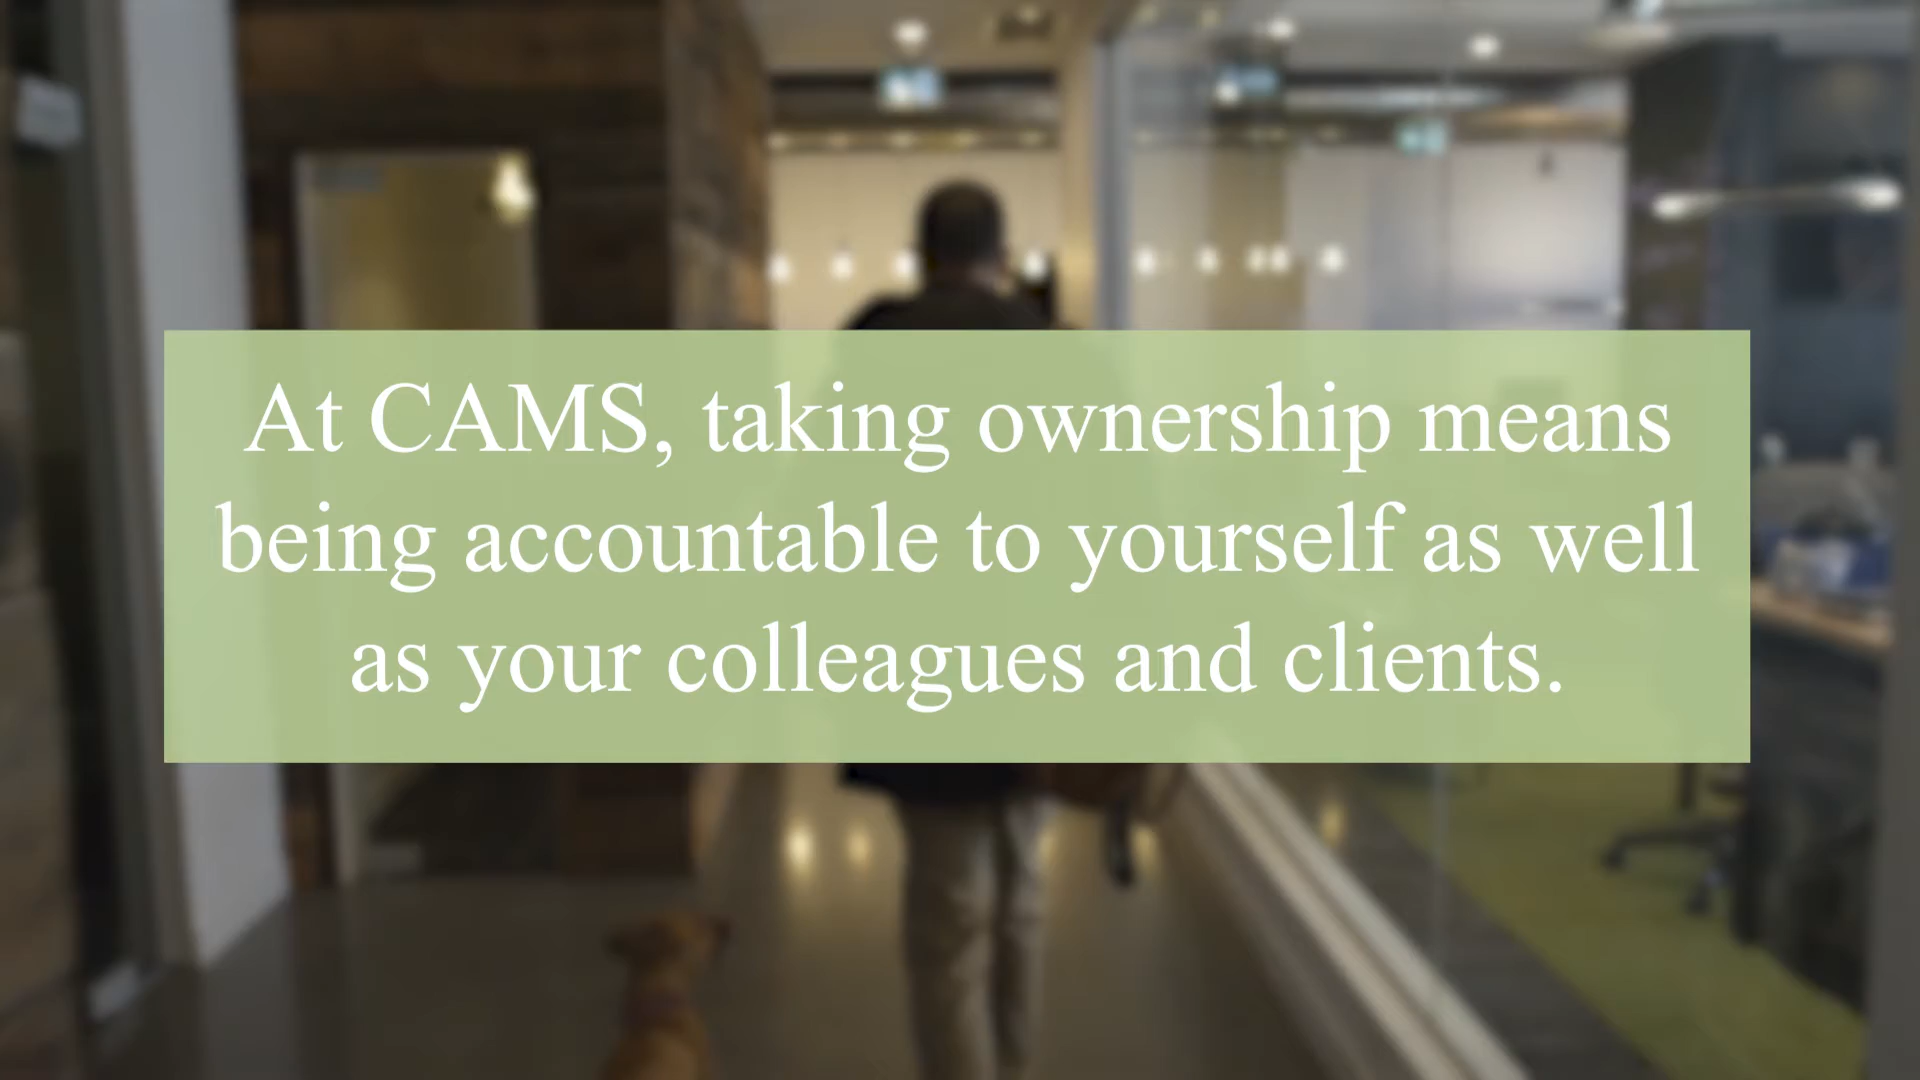 At CAMS, taking ownership means
being accountable to yourself as well
as your colleagues and clients.